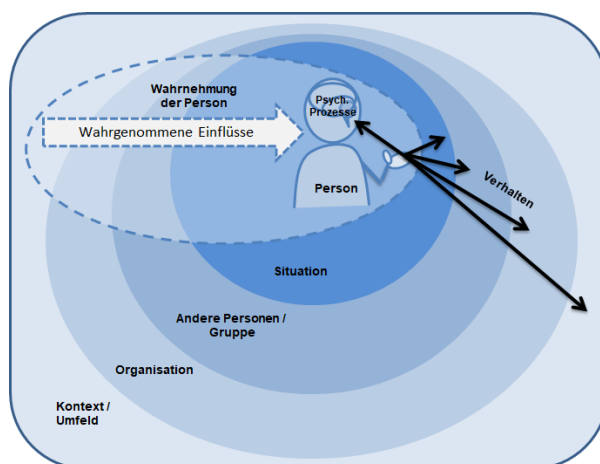 Wahrnehmung
der Person
Psych.
Prozesse
Wahrgenommene Einflüsse
Person
Verhalten
Situation
Andere Personen /
Gruppe
Organisation
Kontext /
Umfeld